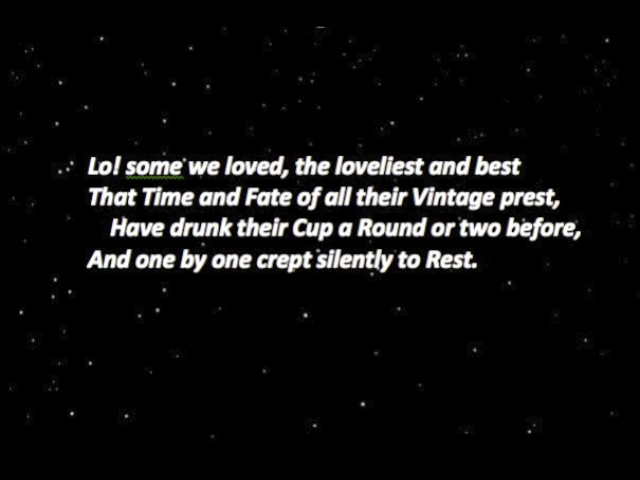 Lo! some we loved, the loveliest and best
That Time and Fate of all their Vintage prest,
Have drunk their Cup a Round or two before,
And one by one crept silently to Rest.